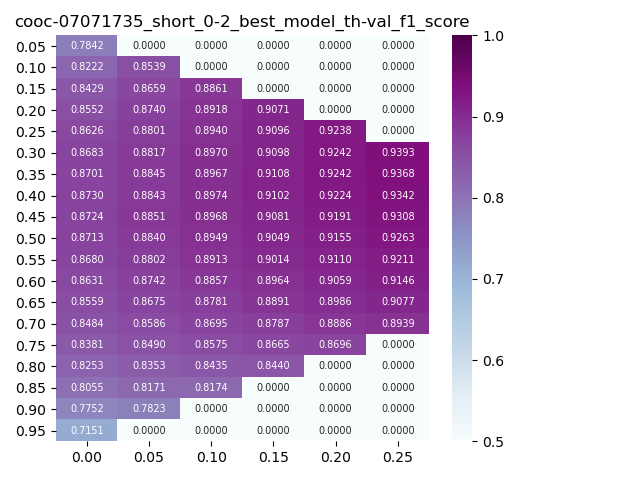 cooc-07071735_short_0-2_best_model_th-val_f1_score
0.05 0.7842 0.0000 0.0000 0.0000 0.0000 0.0000
0.10 0.8222 0.8539 0.0000 0.0000 0.0000 0.0000
0.15 0.8429 0.8659 0.8861 0.0000 0.0000 0.0000
0.20 0.8552 0.8740 0.8918 0.9071 0.0000 0.0000
0.25 0.8626 0.8801 0.8940 0.9096 0.9238 0.0000
0.30 0.8683 0.8817 0.8970 0.9098 0.9242 0.9393
0.35 0.8701 0.8845 0.8967 0.9108 0.9242 0.9368
0.40 0.8730 0.8843 0.8974 0.9102 0.9224 0.9342
0.45 0.8724 0.8851 0.8968 0.9081 0.9191 0.9308
0.50 0.8713 0.8840 0.8949 0.9049 0.9155 0.9263
0.55 0.8680 0.8802 0.8913 0.9014 0.9110 0.9211
0.60 0.8631 0.8742 0.8857 0.8964 0.9059 0.9146
0.65 0.8559 0.8675 0.8781 0.8891 0.8986 0.9077
0.70 0.8484 0.8586 0.8695 0.8787 0.8886 0.8939
0.75 0.8381 0.8490 0.8575 0.8665 0.8696 0.0000
0.80 0.8253 0.8353 0.8435 0.8440 0.0000 0.0000
0.85 0.8055 0.8171 0.8174 0.0000 0.0000 0.0000
0.90 0.7752 0.7823 0.0000 0.0000 0.0000 0.0000
0.95 0.7151 0.0000 0.0000 0.0000 0.0000 0.0000
0.00 0.05 0.10 0.15 0.20 0.25
1.0
0.9
0.8
0.7
0.6
0.5